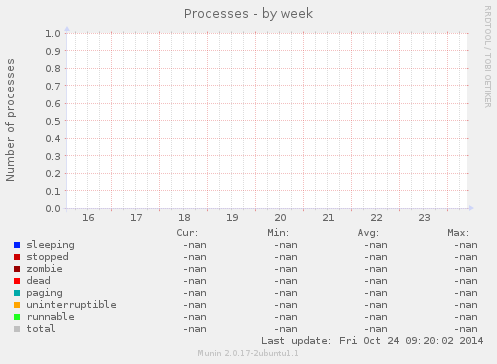 Processes - by week
RRDTOOL / TOBI OETIKER
Number of processes
1.0
0.9
0.8
0.7
0.6
0.5
0.4
0.3
0.2
0.1
0.0
16 17 18 19 20 21 22 23
Cur: Min: Avg: Max:
sleeping -nan -nan -nan -nan
stopped -nan -nan -nan -nan
zombie -nan -nan -nan -nan
dead -nan -nan -nan -nan
paging -nan -nan -nan -nan
uninterruptible -nan -nan -nan -nan
runnable -nan -nan -nan -nan
total -nan -nan -nan -nan
Last update: Fri Oct 24 09:20:02 2014
Munin 2.0.17-2ubuntu1.1